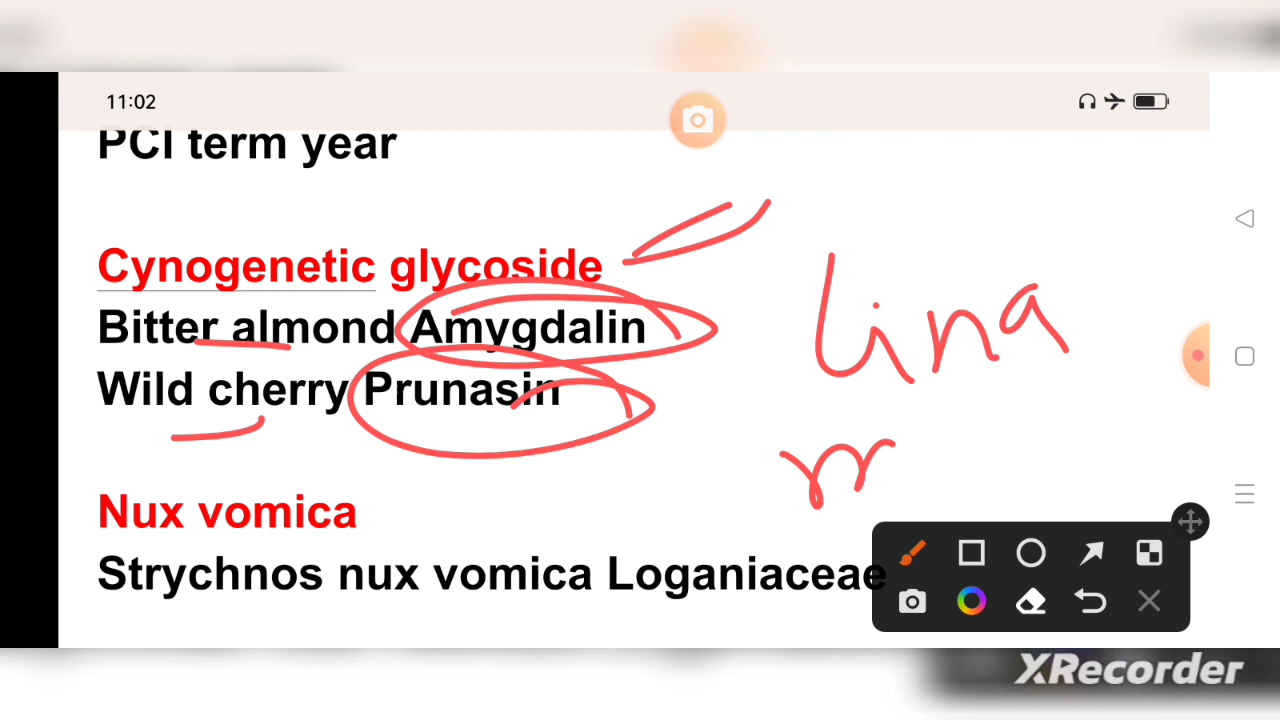 11:02
PCI term year
Cynogenetic glycoside
Bitter almond Amygdalin
Wild cherry Prunasin
Lina
Nux vomica
Strychnos nux vomica Loganiaceae
XRecorder